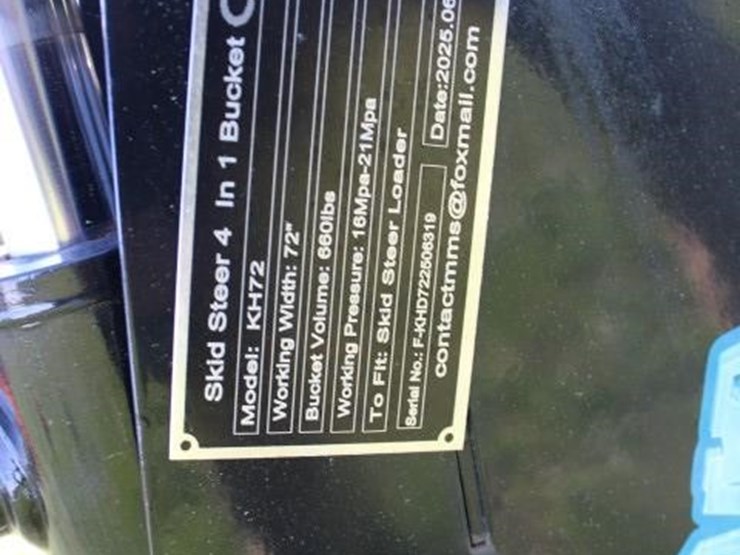 Skid Steer 4 In 1 Bucket
Model: KH72
Working Width: 72"
Bucket Volume: 660lbs
Working Pressure: 16Mpa-21Mpa
To Fit: Skid Steer Loader
Serial No.: F-KHD722506319 Date:2025.06
contactmms@foxmail.com